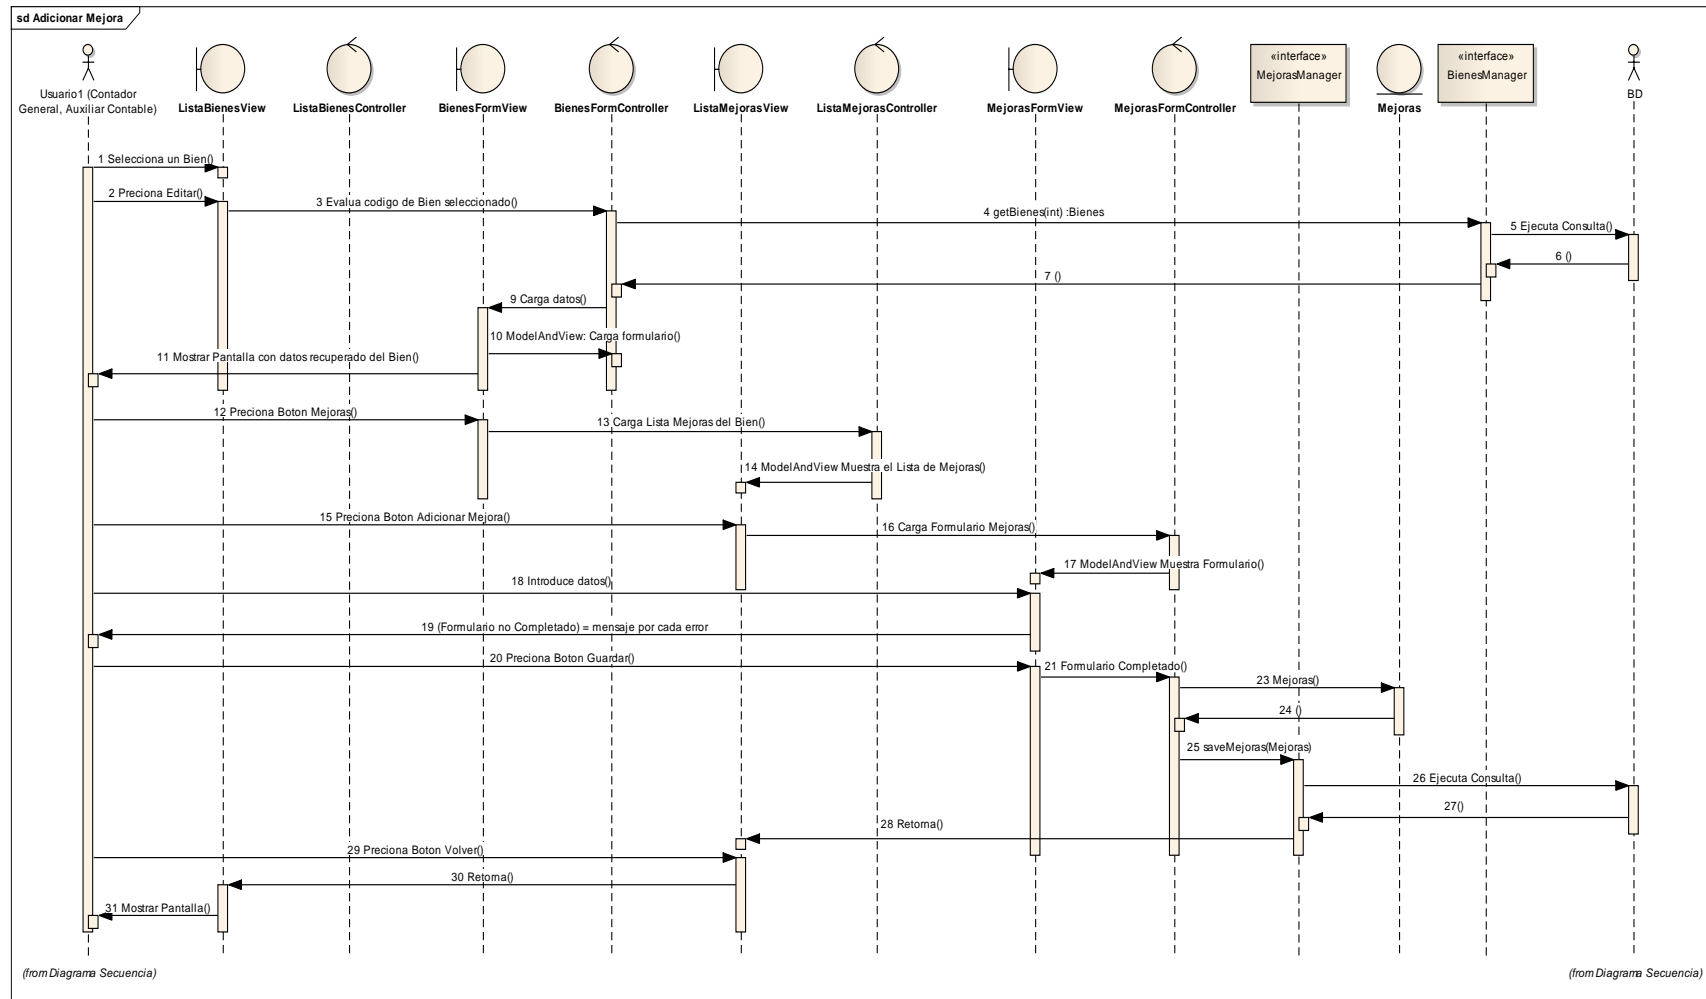 sd Adicionar Mejora
Usuario1 (Contador
General, Auxiliar Contable)
ListaBienesView
ListaBienesController
BienesFormView
BienesFormController
ListaMejorasView
ListaMejorasController
MejorasFormView
MejorasFormController
«interface»
MejorasManager
Mejoras
«interface»
BienesManager
BD
1 Selecciona un Bien()
2 Preciona Editar()
3 Evalua codigo de Bien seleccionado()
4 getBienes(int) :Bienes
5 Ejecuta Consulta()
6 ()
7 ()
9 Carga datos()
10 ModelAndView: Carga formulario()
11 Mostrar Pantalla con datos recuperado del Bien()
12 Preciona Boton Mejoras()
13 Carga Lista Mejoras del Bien()
14 ModelAndView Muestra el Lista de Mejoras()
15 Preciona Boton Adicionar Mejora()
16 Carga Formulario Mejoras()
17 ModelAndView Muestra Formulario()
18 Introduce datos()
19 (Formulario no Completado) = mensaje por cada error
20 Preciona Boton Guardar()
21 Formulario Completado()
23 Mejoras()
24 ()
25 saveMejoras(Mejoras)
26 Ejecuta Consulta()
27()
28 Retorna()
29 Preciona Boton Volver()
30 Retorna()
31 Mostrar Pantalla()
(from Diagrama Secuencia)
(from Diagrama Secuencia)